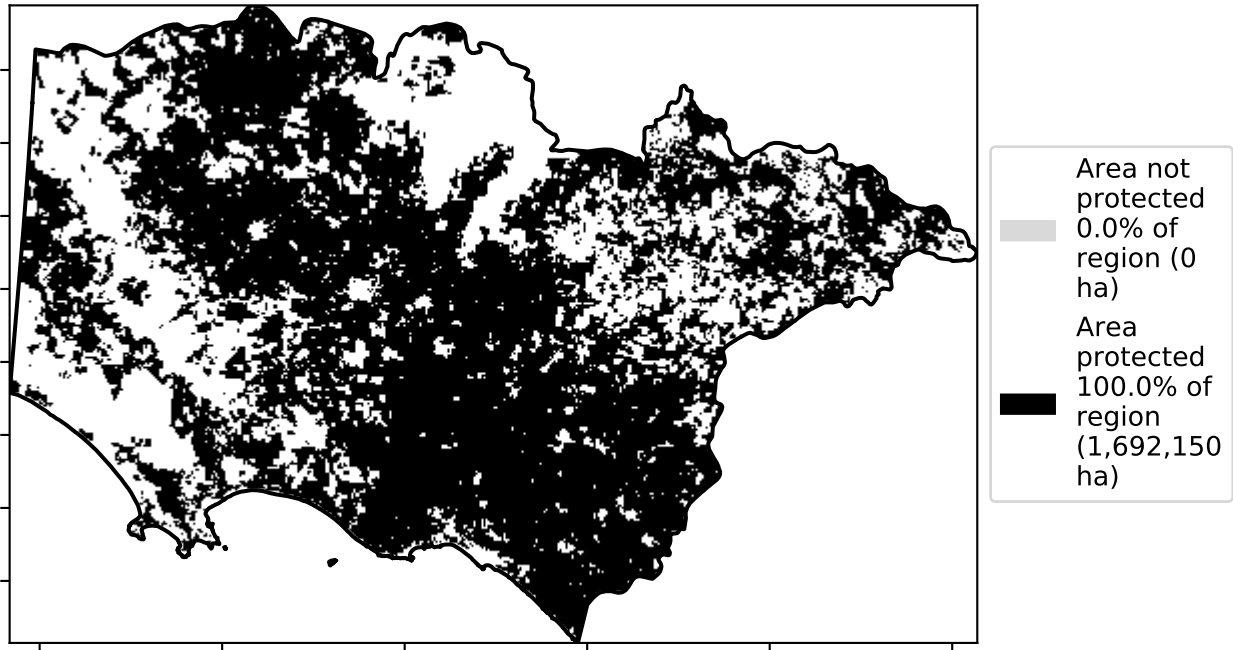 Area not
protected
0.0% of
region (0
ha)
Area
protected
100.0% of
region
(1,692,150
ha)